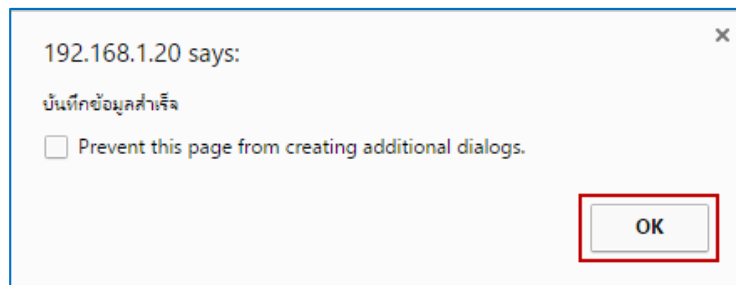 192.168.1.20 says:
บันทึกข้อมูลสำเร็จ
Prevent this page from creating additional dialogs.
OK